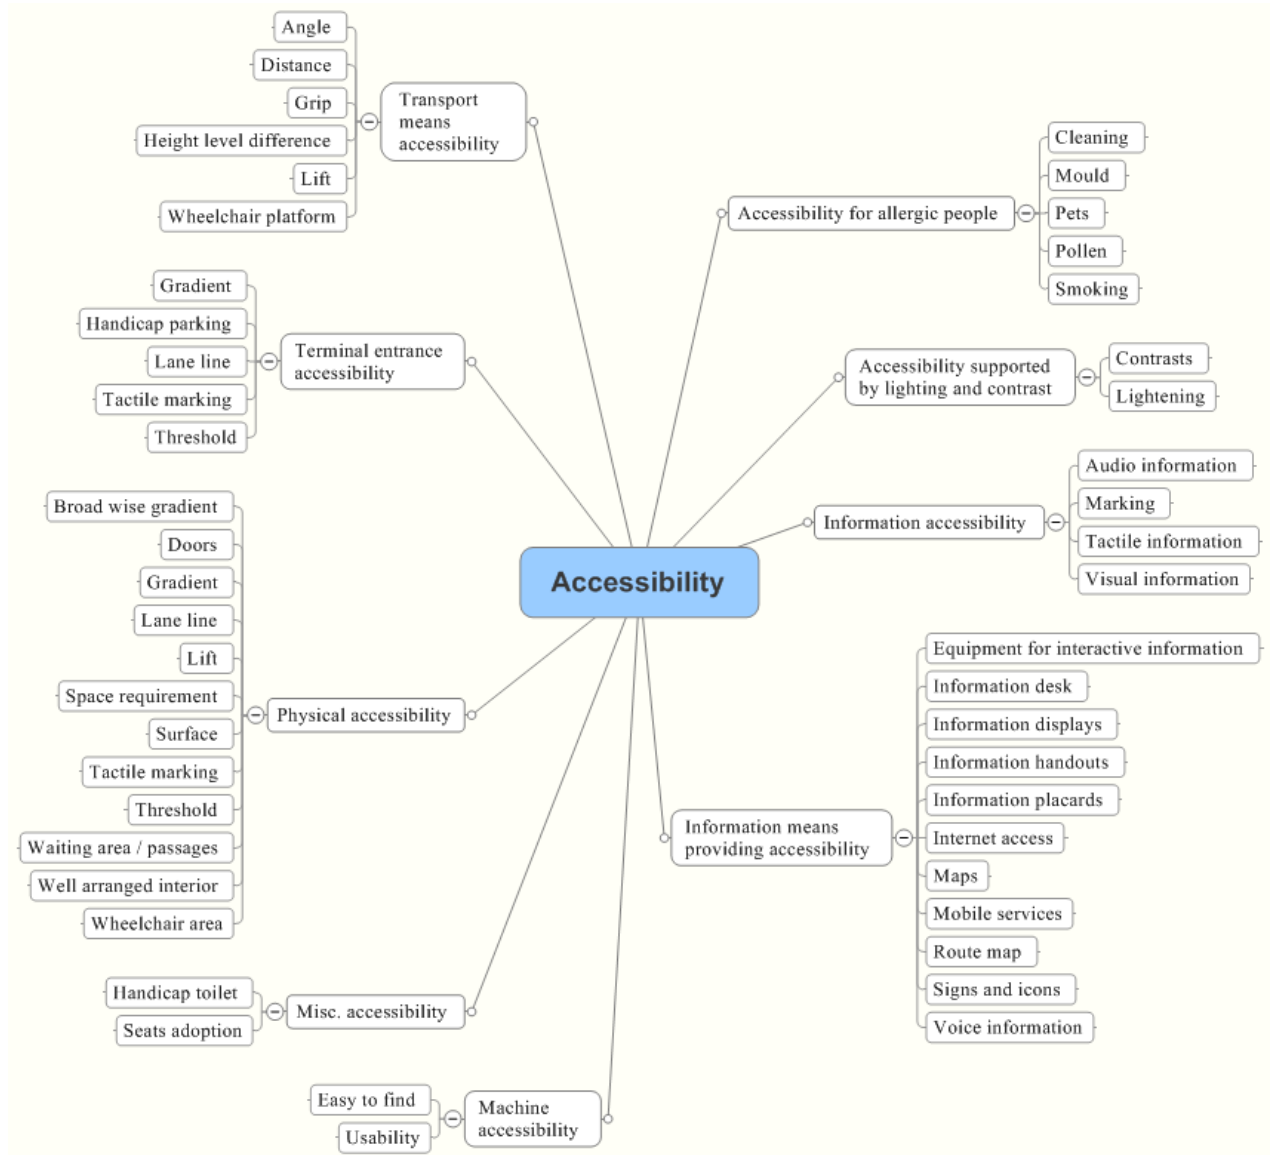 Angle
Distance
Grip
Height level difference
Lift
Wheelchair platform
Transport
means
accessibility
Gradient
Handicap parking
Lane line
Tactile marking
Threshold
Terminal entrance
accessibility
Broad wise gradient
Doors
Gradient
Lane line
Lift
Space requirement
Surface
Tactile marking
Threshold
Waiting area / passages
Well arranged interior
Wheelchair area
Physical accessibility
Handicap toilet
Seats adoption
Misc. accessibility
Easy to find
Usability
Machine
accessibility
Accessibility
Accessibility for allergic people
Cleaning
Mould
Pets
Pollen
Smoking
Accessibility supported
by lighting and contrast
Contrasts
Lightening
Information accessibility
Audio information
Marking
Tactile information
Visual information
Information means
providing accessibility
Equipment for interactive information
Information desk
Information displays
Information handouts
Information placards
Internet access
Maps
Mobile services
Route map
Signs and icons
Voice information